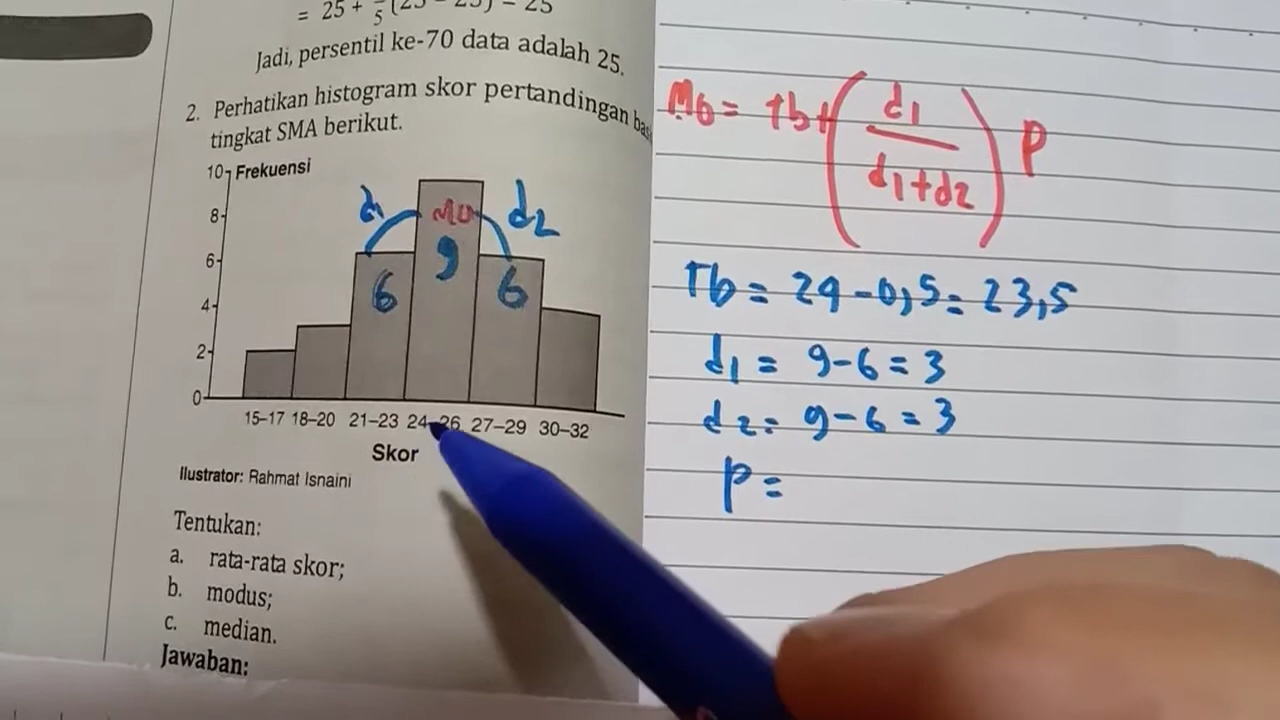 = 25 + 5 (25 – 25) = 25
Jadi, persentil ke-70 data adalah 25.
2. Perhatikan histogram skor pertandingan bas
tingkat SMA berikut.
10 Frekuensi
8
6
4
2
0
d1
Mo
d2
6
9
6
15–17 18–20 21–23 24–26 27–29 30–32
Skor
Ilustrator: Rahmat Isnaini
Tentukan:
a. rata-rata skor;
b. modus;
c. median.
Jawaban:
Mo = Tb + (d1 / d1+d2) P
Tb = 24 - 0,5 = 23,5
d1 = 9-6 = 3
d2 = 9-6 = 3
P =